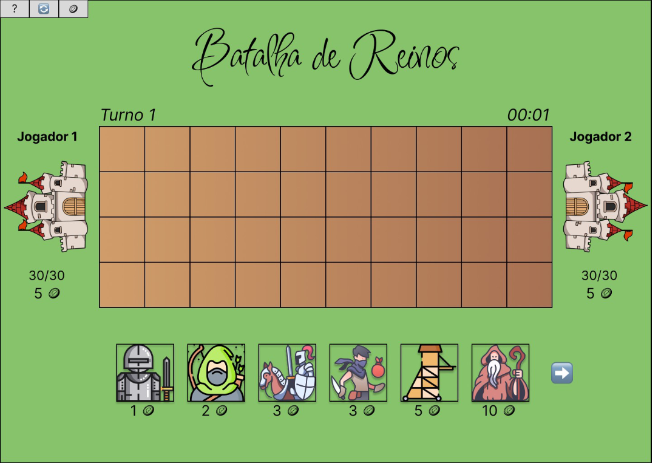 ?
Batalha de Reinos
Turno 1 00:01
Jogador 1
Jogador 2
30/30
5
30/30
5
1 2 3 3 5 10